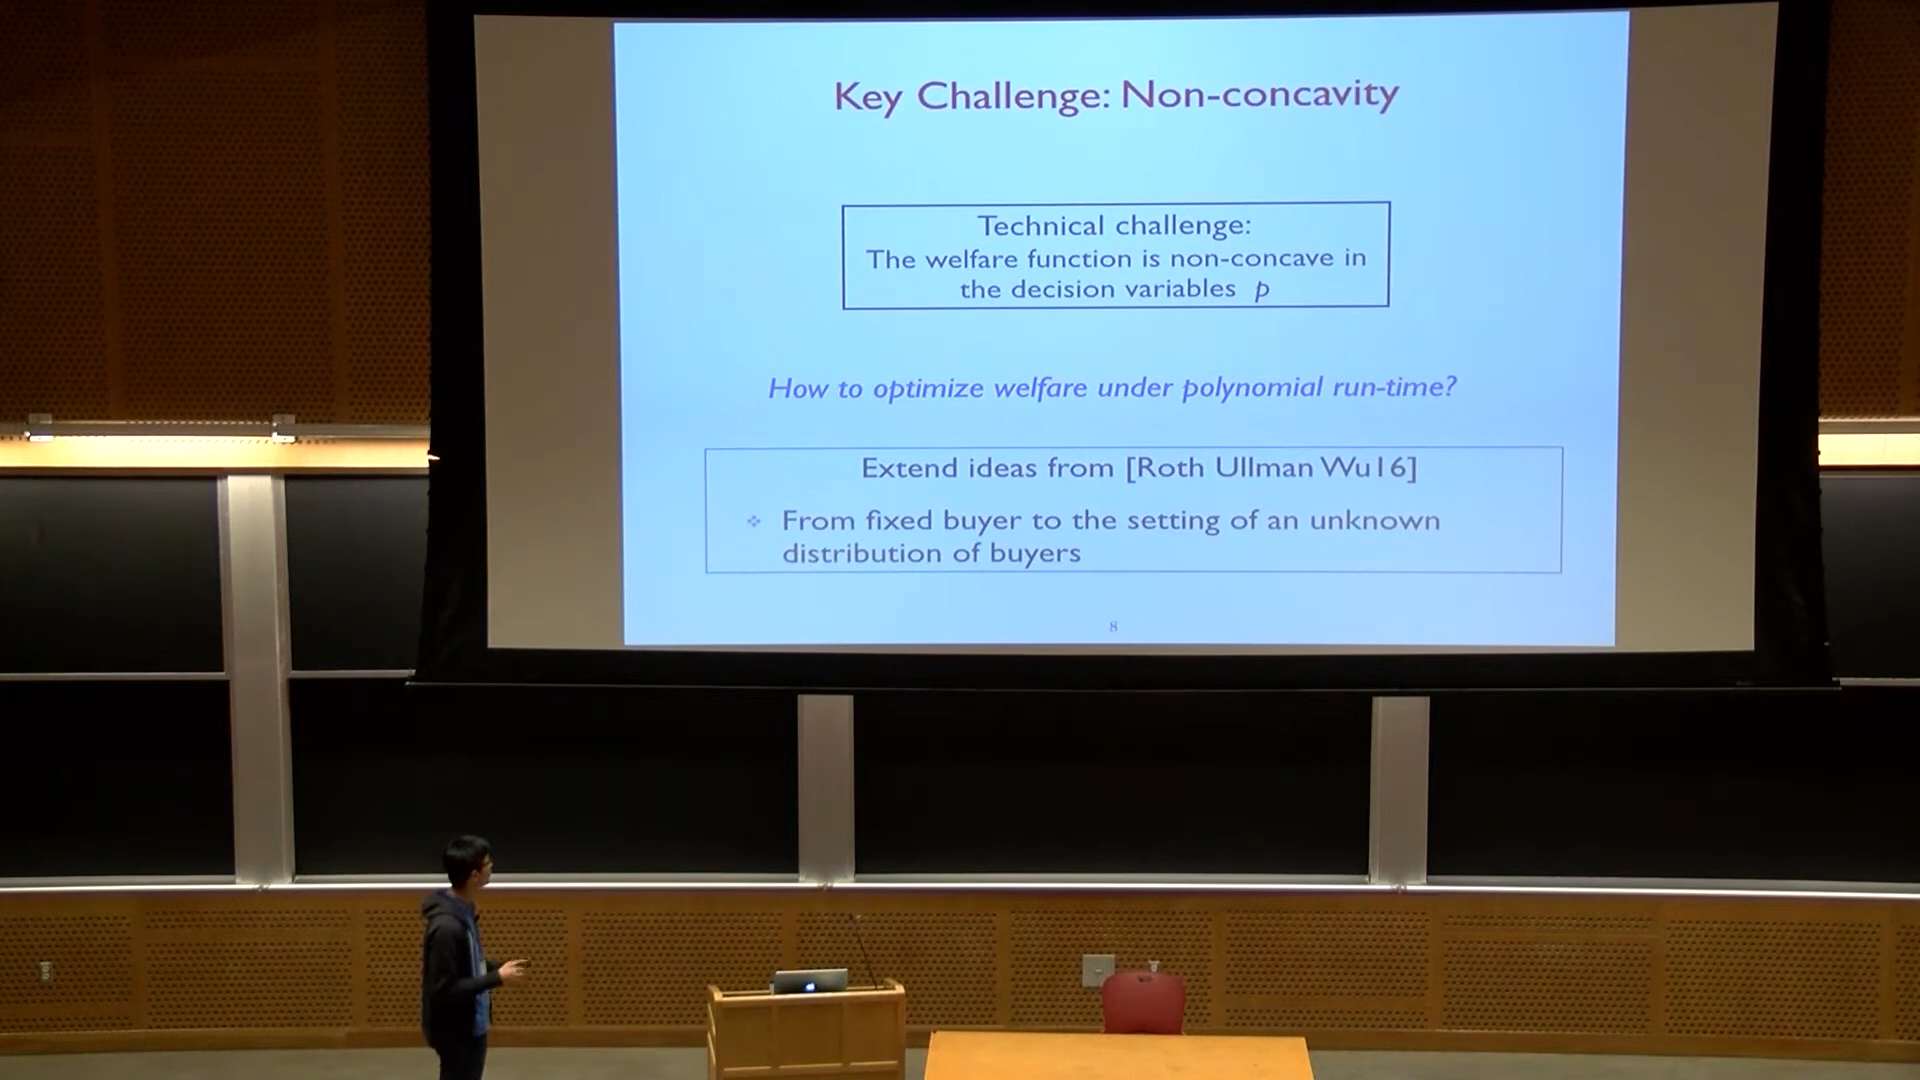 Key Challenge: Non-concavity
Technical challenge:
The welfare function is non-concave in
the decision variables p
How to optimize welfare under polynomial run-time?
Extend ideas from [Roth Ullman Wu16]
❖ From fixed buyer to the setting of an unknown
distribution of buyers
8